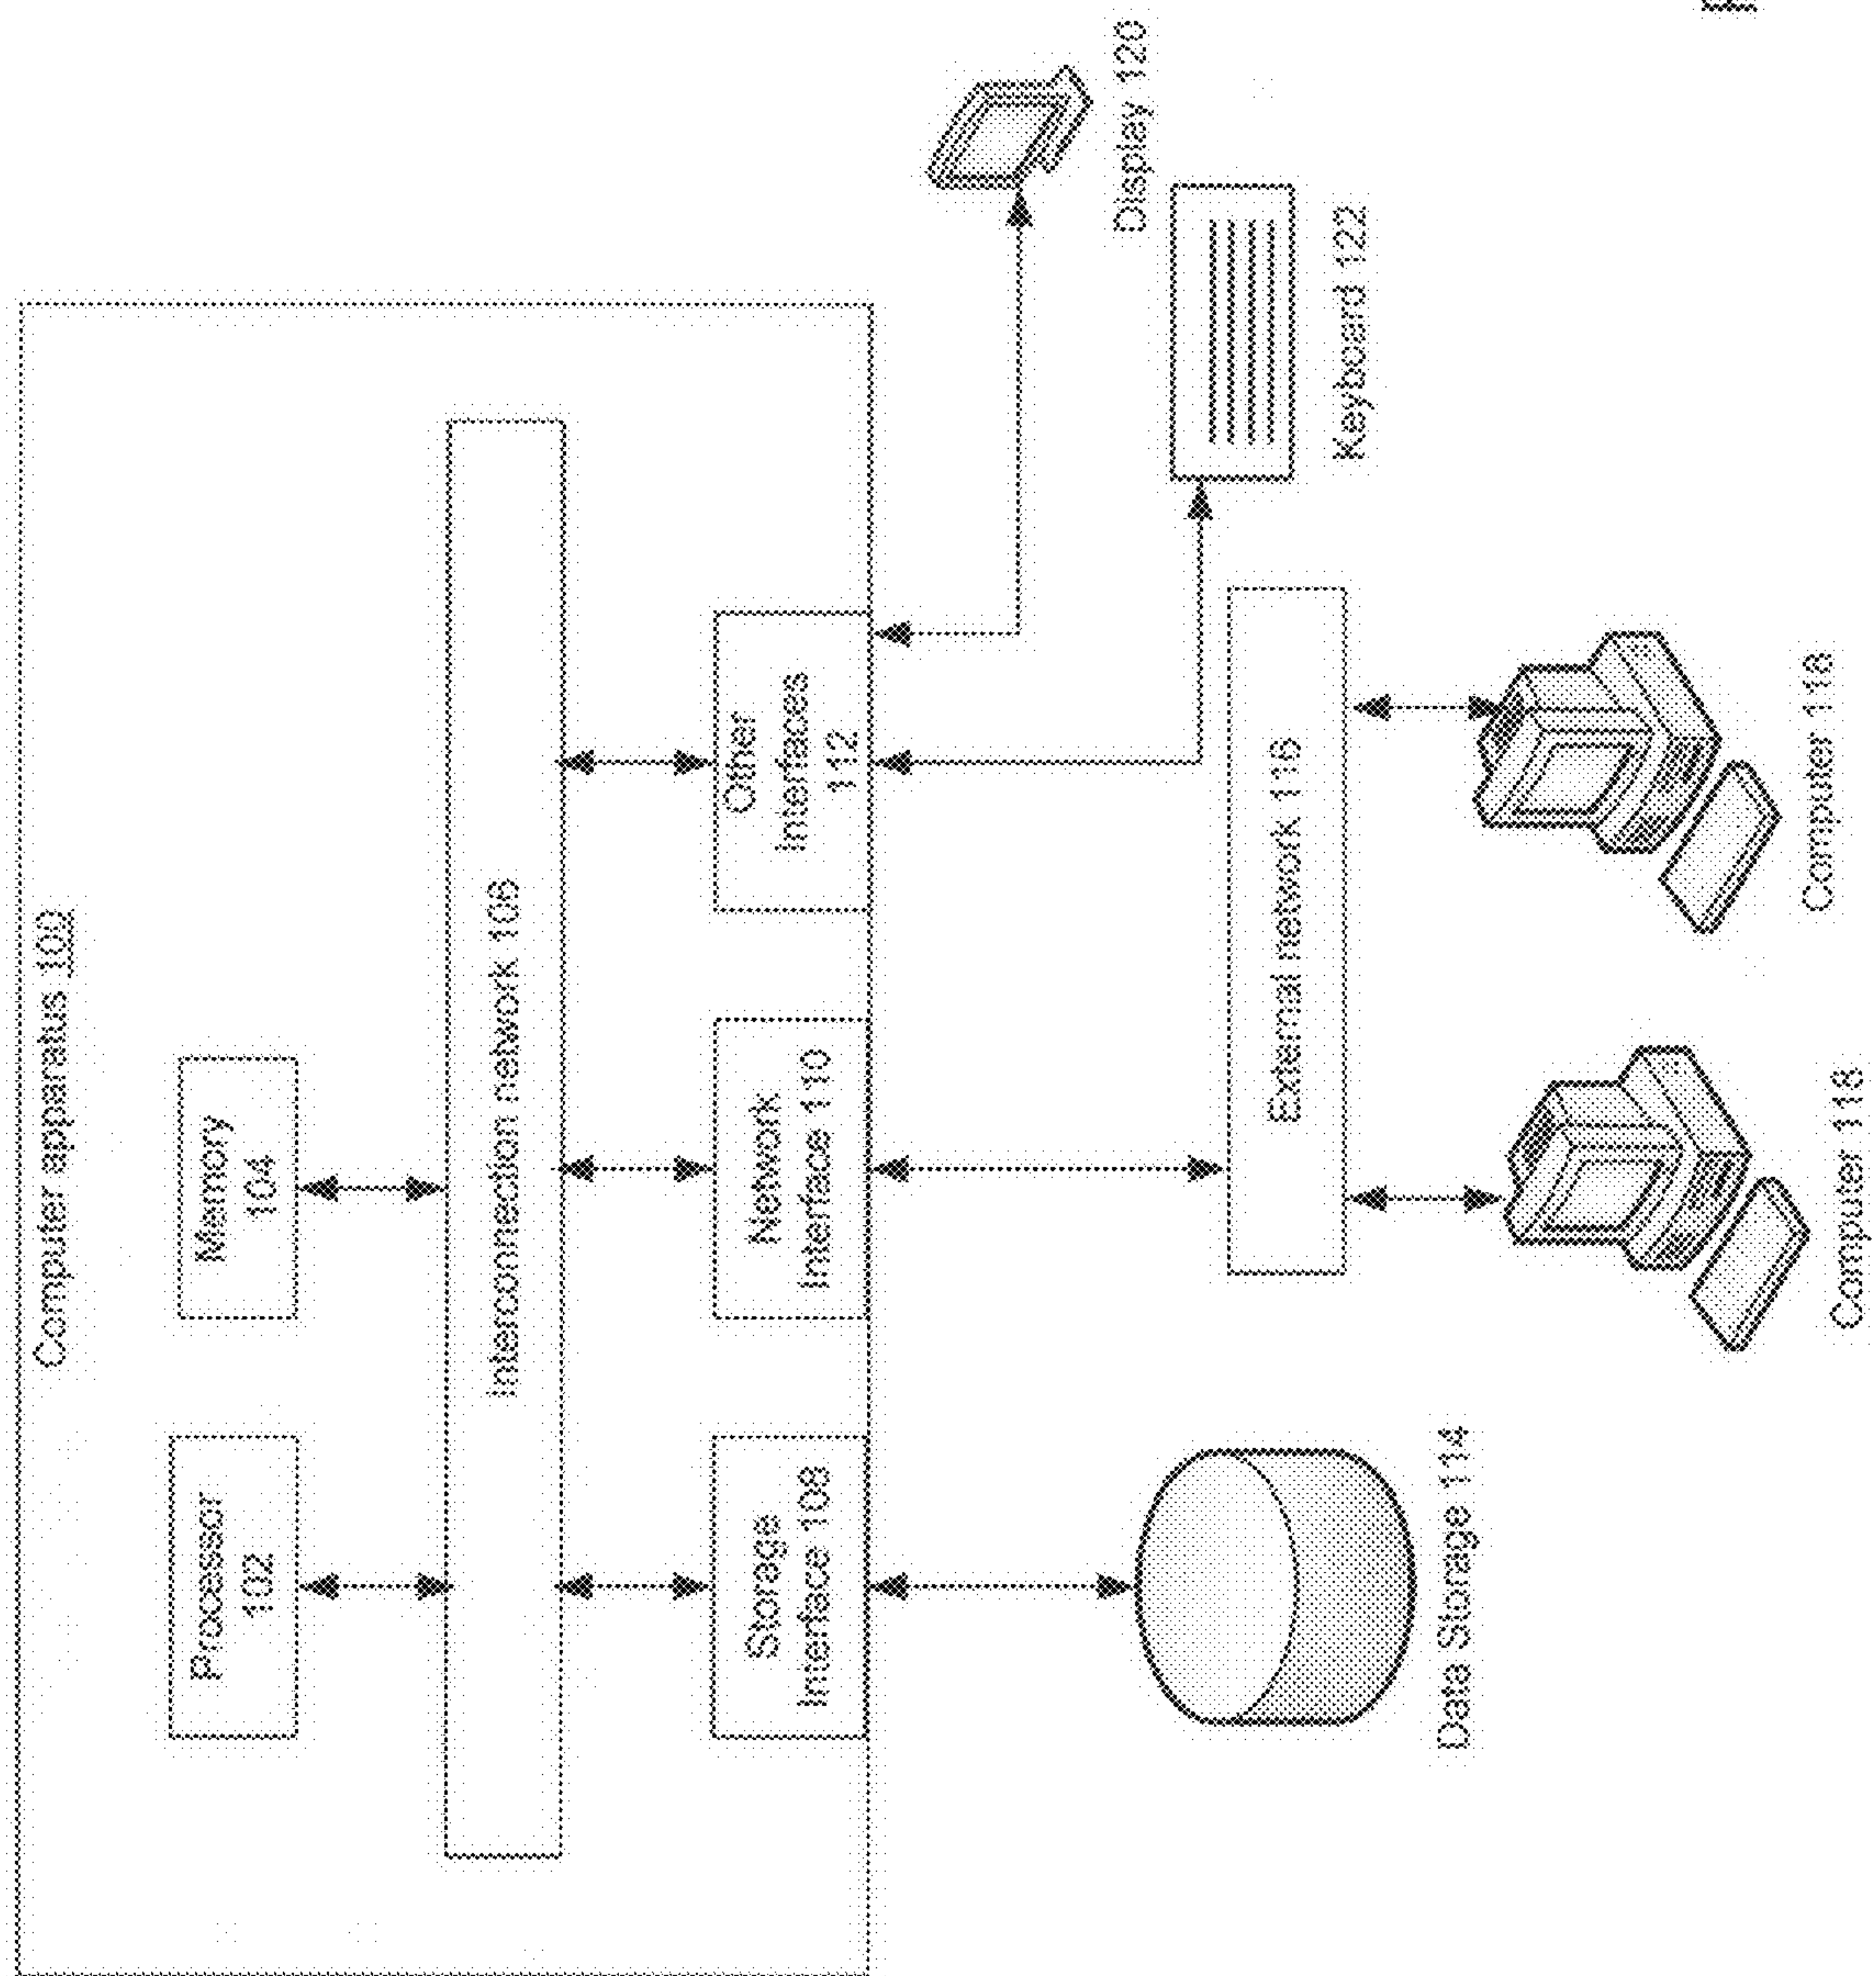 Computer apparatus 100
Processor
102
Memory
104
Interconnection network 106
Storage
Interface 108
Network
Interface 110
Other
Interfaces
112
Display 120
Keyboard 122
External network 116
Data Storage 114
Computer 118
Computer 118